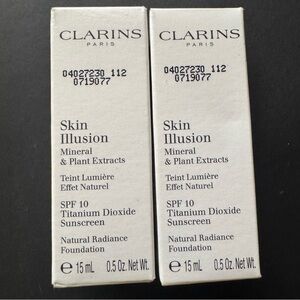 CLARINS
PARIS
04027230 112
0719077
Skin
Illusion
Mineral
& Plant Extracts
Teint Lumière
Effet Naturel
SPF 10
Titanium Dioxide
Sunscreen
Natural Radiance
Foundation
e 15 mL 0.5 Oz. Net Wt.
CLARINS
PARIS
04027230 112
0719077
Skin
Illusion
Mineral
& Plant Extracts
Teint Lumière
Effet Naturel
SPF 10
Titanium Dioxide
Sunscreen
Natural Radiance
Foundation
e 15 mL 0.5 Oz. Net Wt.